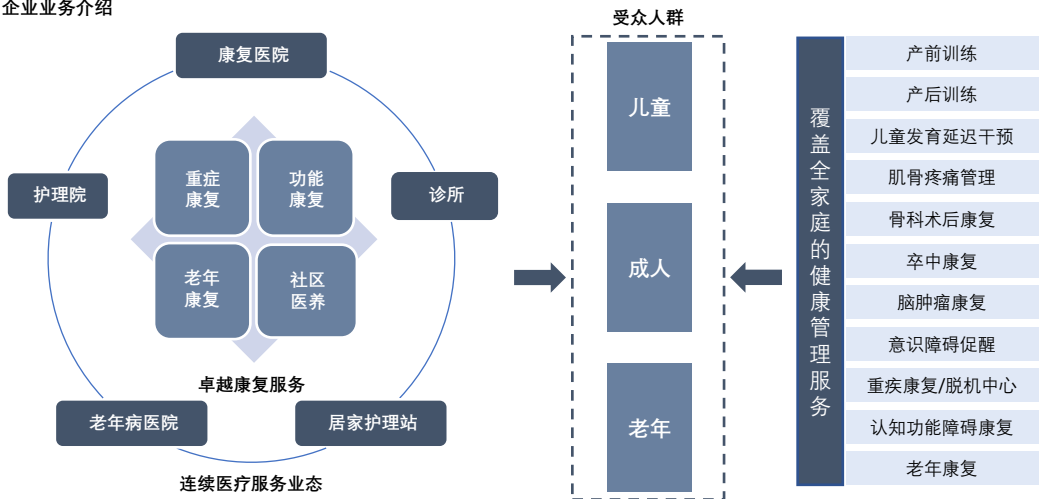 企业业务介绍
康复医院
护理院
诊所
重症
康复
功能
康复
老年
康复
社区
医养
卓越康复服务
老年病医院
居家护理站
连续医疗服务业态
受众人群
儿童
成人
老年
覆盖全家庭的健康管理服务
产前训练
产后训练
儿童发育延迟干预
肌骨疼痛管理
骨科术后康复
卒中康复
脑肿瘤康复
意识障碍促醒
重疾康复/脱机中心
认知功能障碍康复
老年康复